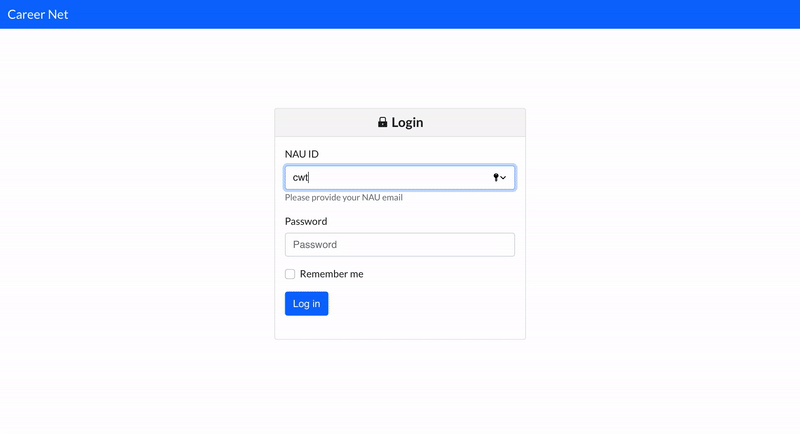 Career Net
Login
NAU ID
cwt
Please provide your NAU email
Password
Password
Remember me
Log in